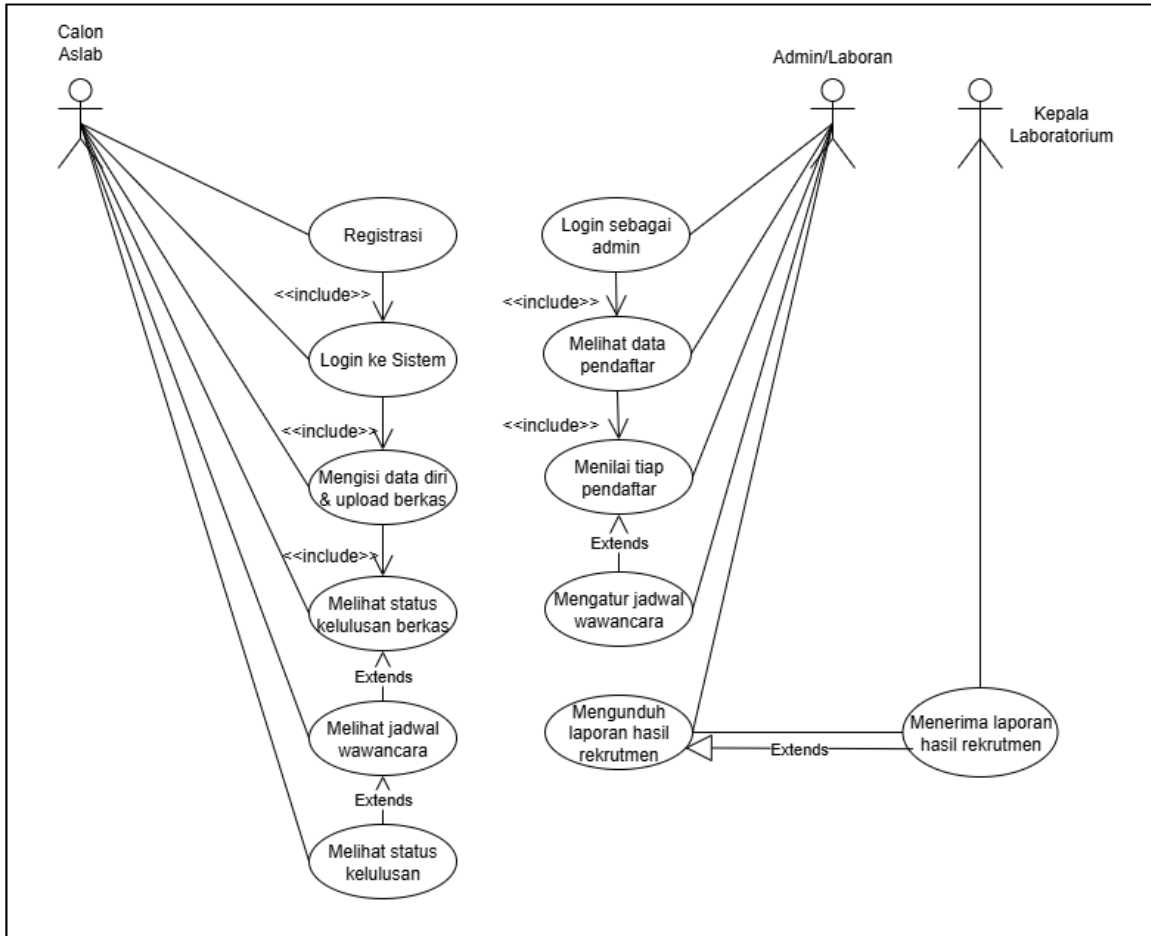 Calon
Aslab
Admin/Laboran
Kepala
Laboratorium
Registrasi
<<include>>
Login ke Sistem
<<include>>
Mengisi data diri
& upload berkas
<<include>>
Melihat status
kelulusan berkas
Extends
Melihat jadwal
wawancara
Extends
Melihat status
kelulusan
Login sebagai
admin
<<include>>
Melihat data
pendaftar
<<include>>
Menilai tiap
pendaftar
Extends
Mengatur jadwal
wawancara
Mengunduh
laporan hasil
rekrutmen
Extends
Menerima laporan
hasil rekrutmen